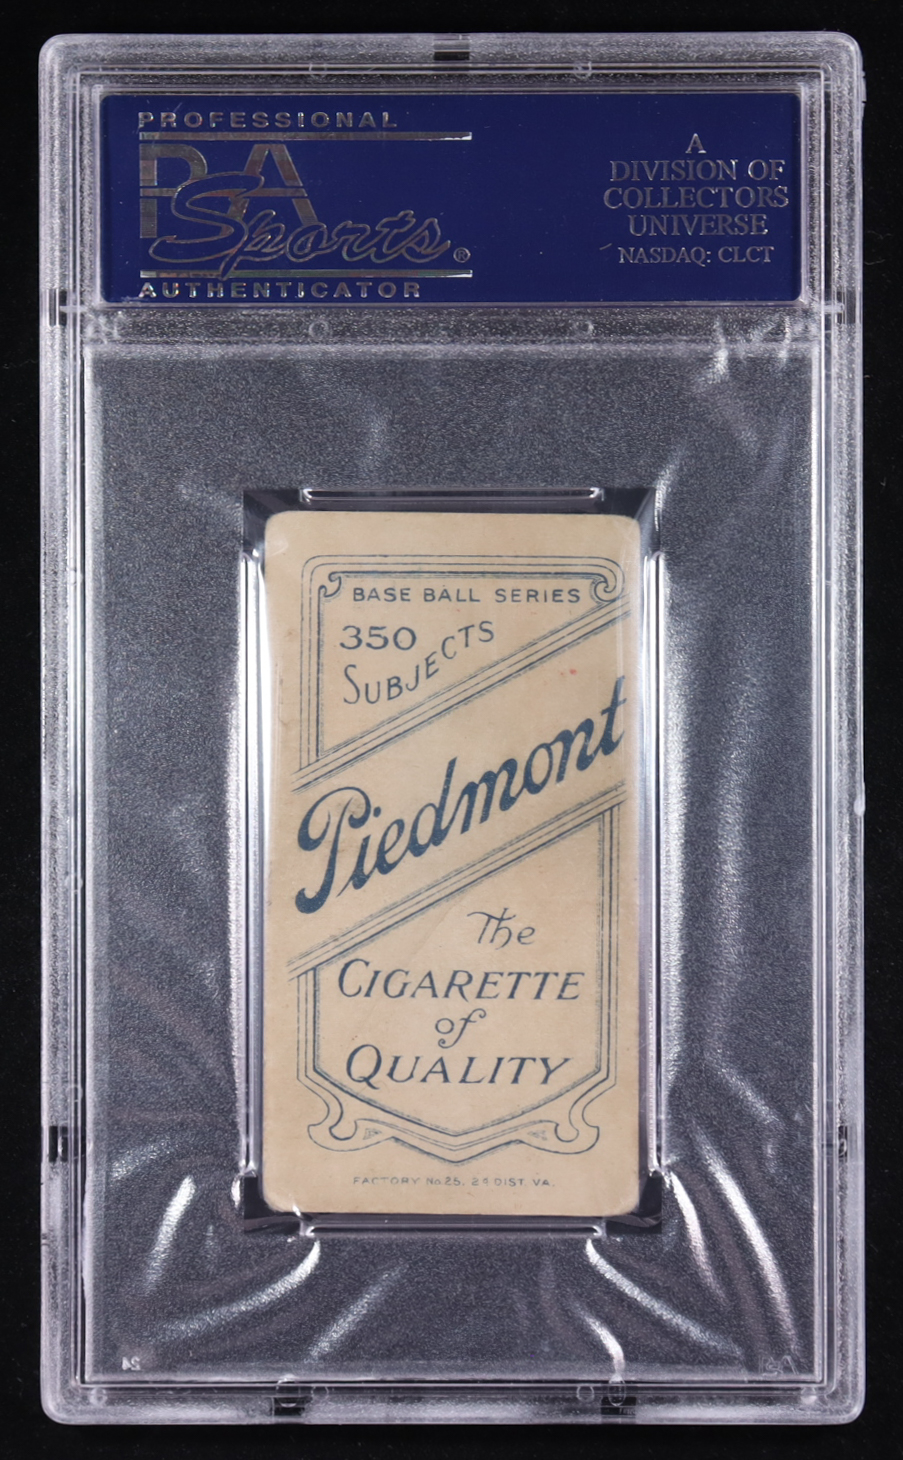 PROFESSIONAL
PSA
Sports®
AUTHENTICATOR
A
DIVISION OF
COLLECTORS
UNIVERSE
NASDAQ: CLCT
BASE BALL SERIES
350
SUBJECTS
Piedmont
The
CIGARETTE
of
QUALITY
FACTORY No 25. 2d DIST. VA.